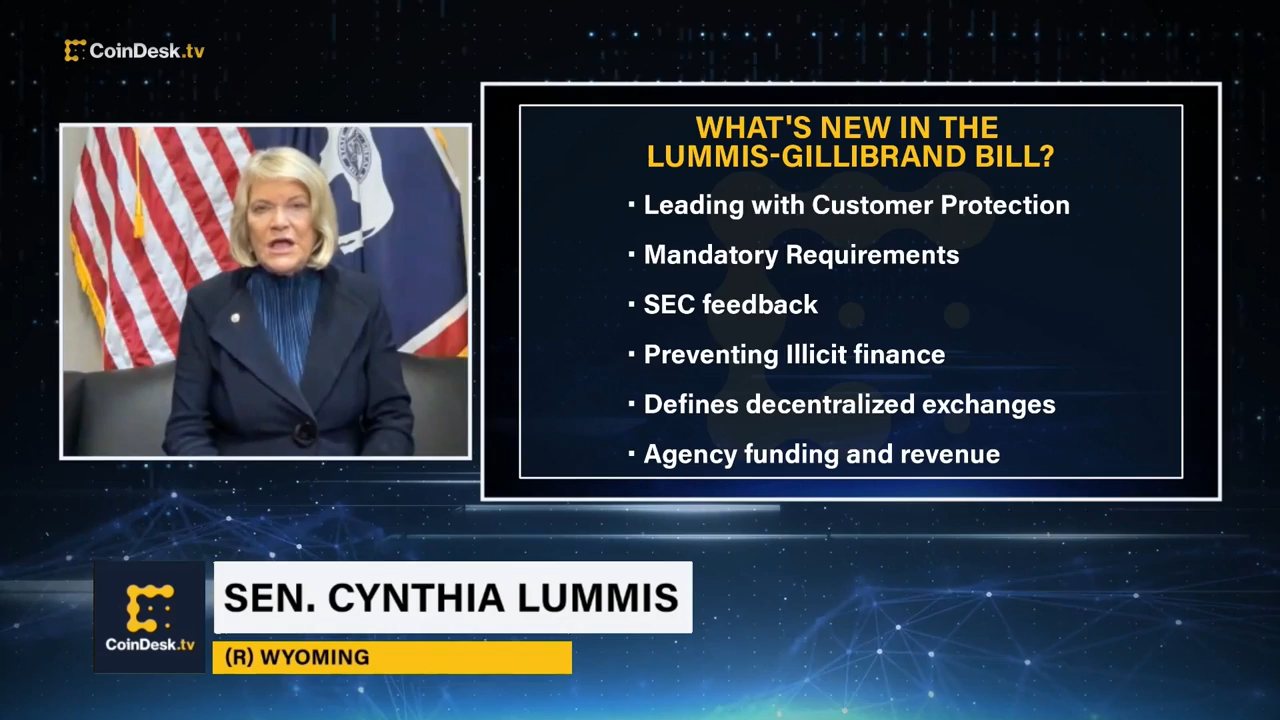 CoinDesk.tv
WHAT'S NEW IN THE
LUMMIS-GILLIBRAND BILL?
· Leading with Customer Protection
· Mandatory Requirements
· SEC feedback
· Preventing Illicit finance
· Defines decentralized exchanges
· Agency funding and revenue
CoinDesk.tv
SEN. CYNTHIA LUMMIS
(R) WYOMING